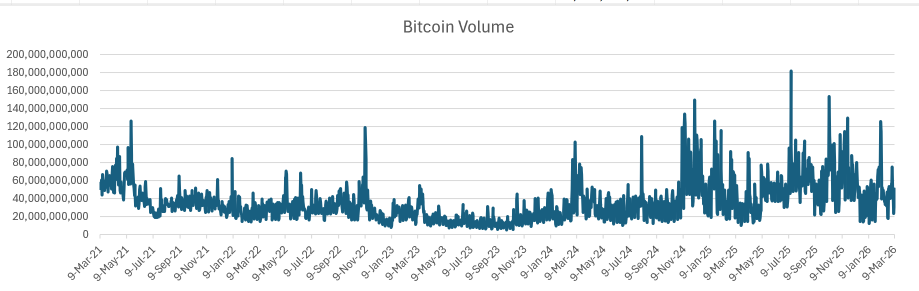 Bitcoin Volume
200,000,000,000
180,000,000,000
160,000,000,000
140,000,000,000
120,000,000,000
100,000,000,000
80,000,000,000
60,000,000,000
40,000,000,000
20,000,000,000
0
9-Mar-21
9-May-21
9-Jul-21
9-Sep-21
9-Nov-21
9-Jan-22
9-Mar-22
9-May-22
9-Jul-22
9-Sep-22
9-Nov-22
9-Jan-23
9-Mar-23
9-May-23
9-Jul-23
9-Sep-23
9-Nov-23
9-Jan-24
9-Mar-24
9-May-24
9-Jul-24
9-Sep-24
9-Nov-24
9-Jan-25
9-Mar-25
9-May-25
9-Jul-25
9-Sep-25
9-Nov-25
9-Jan-26
9-Mar-26